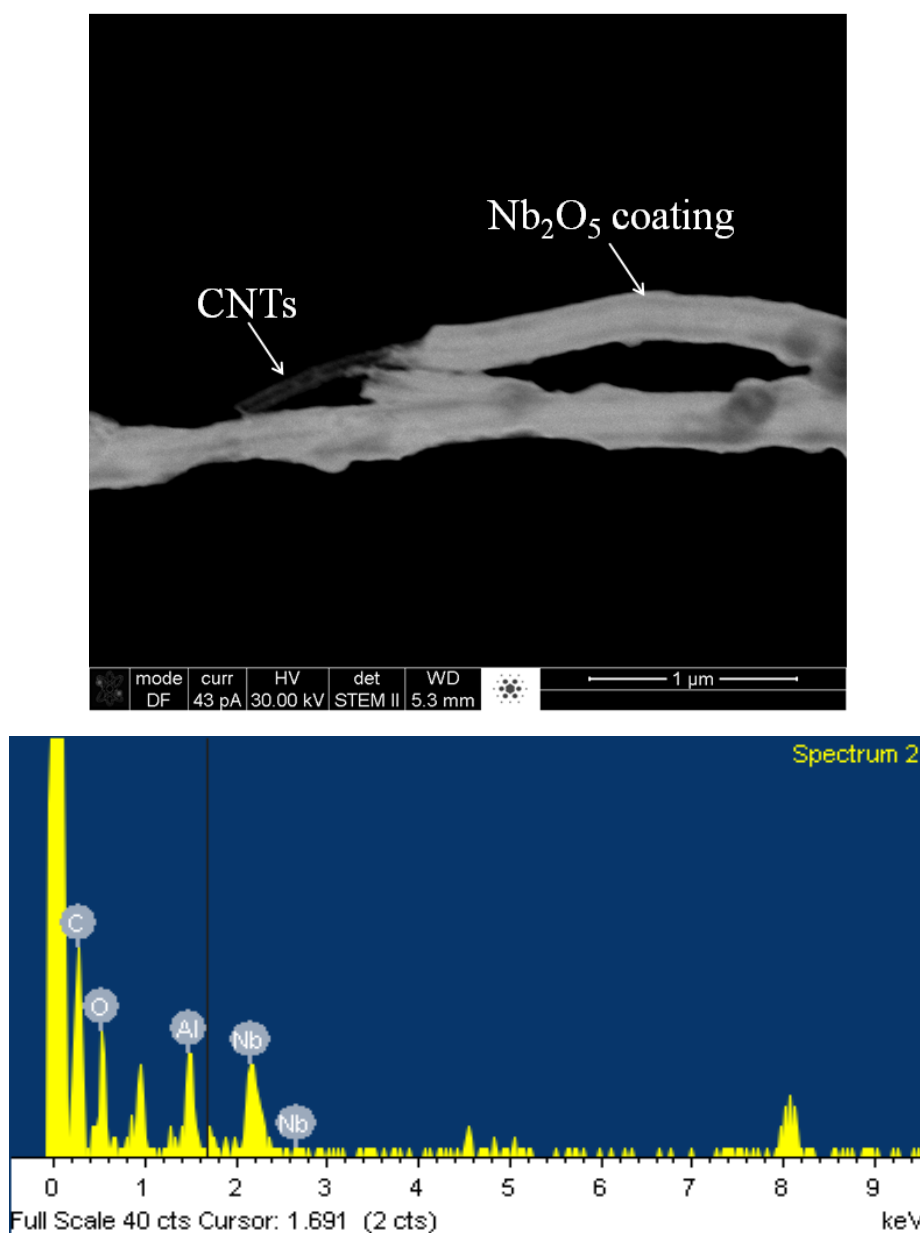 Nb₂O₅ coating
CNTs
mode curr HV det WD
DF 43 pA 30.00 kV STEM II 5.3 mm 1 µm
Spectrum 2
C
O
Al
Nb
Nb
0 1 2 3 4 5 6 7 8 9
Full Scale 40 cts Cursor: 1.691 (2 cts) keV